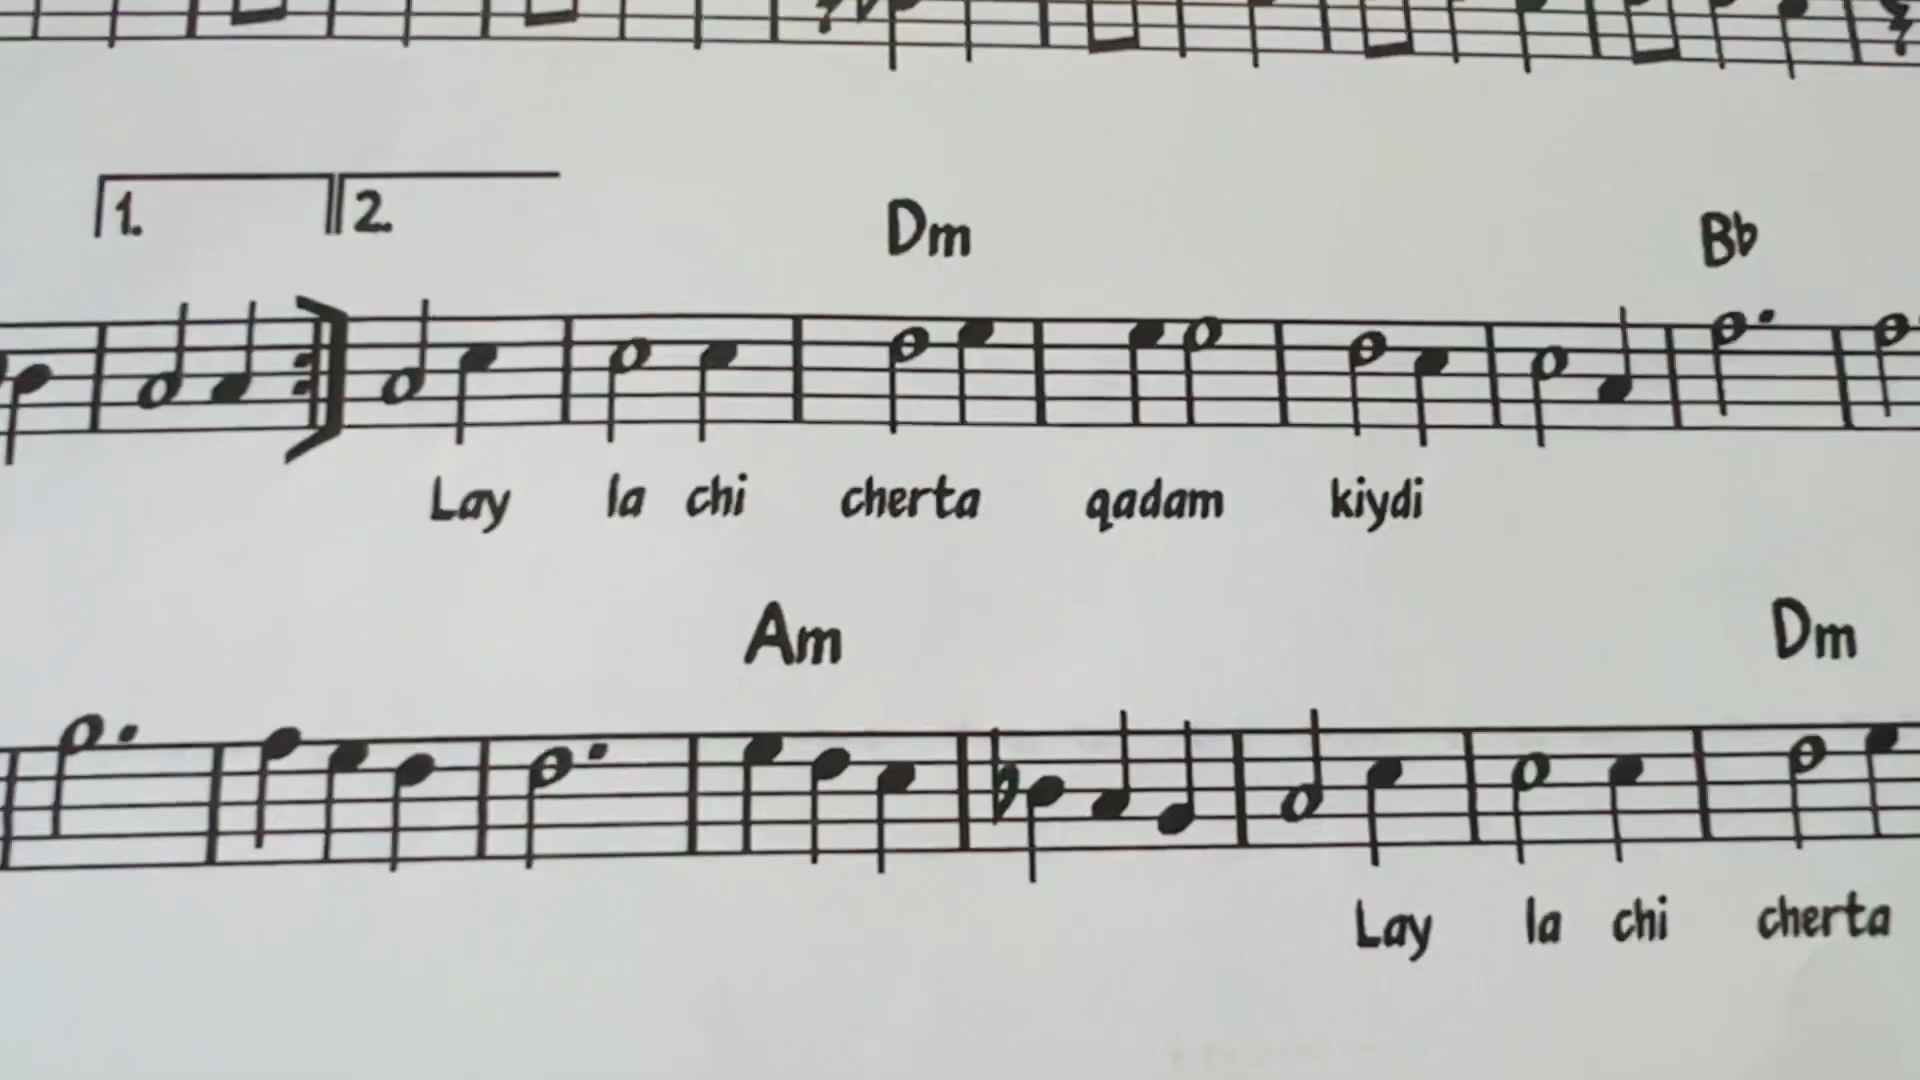 1. 2. Dm Bb
Lay la chi cherta qadam kiydi
Am Dm
Lay la chi cherta